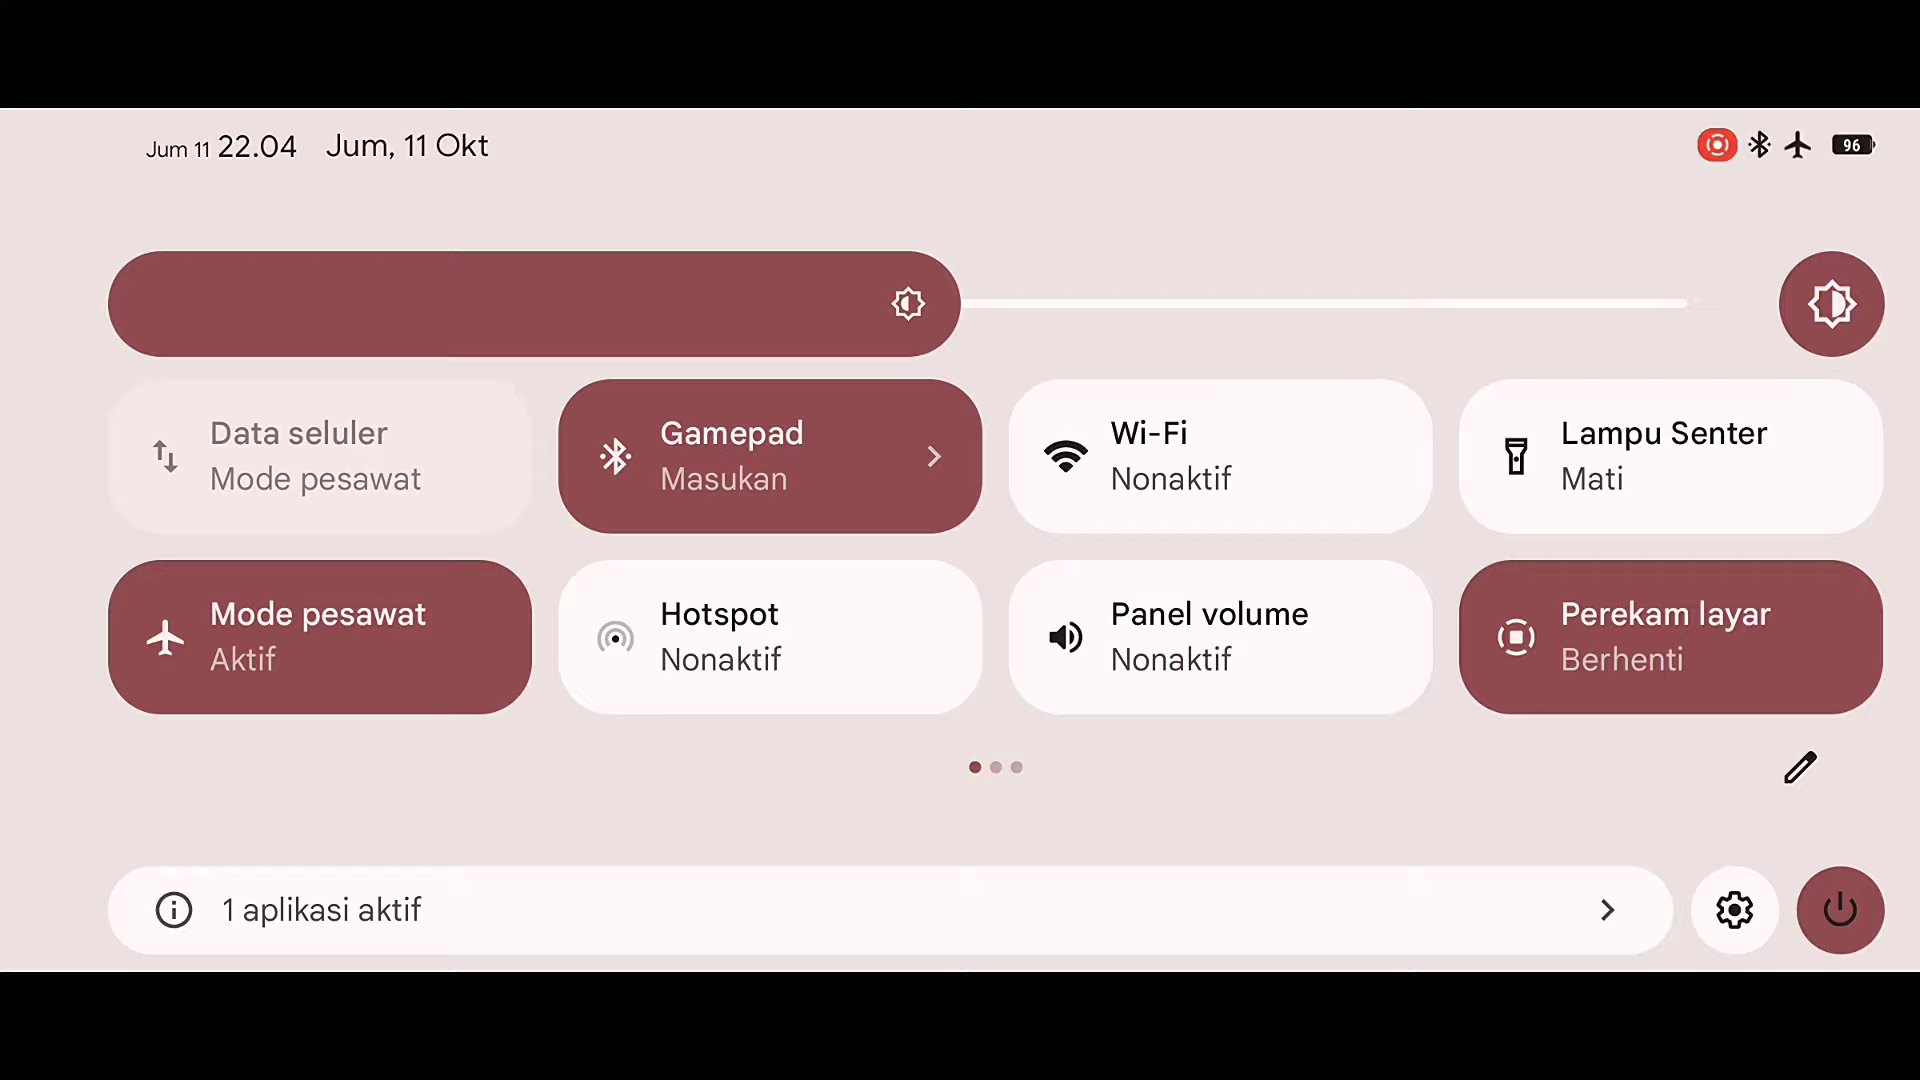 Jum 11 22.04 Jum, 11 Okt
96
Data seluler
Mode pesawat
Gamepad
Masukan
Wi-Fi
Nonaktif
Lampu Senter
Mati
Mode pesawat
Aktif
Hotspot
Nonaktif
Panel volume
Nonaktif
Perekam layar
Berhenti
1 aplikasi aktif